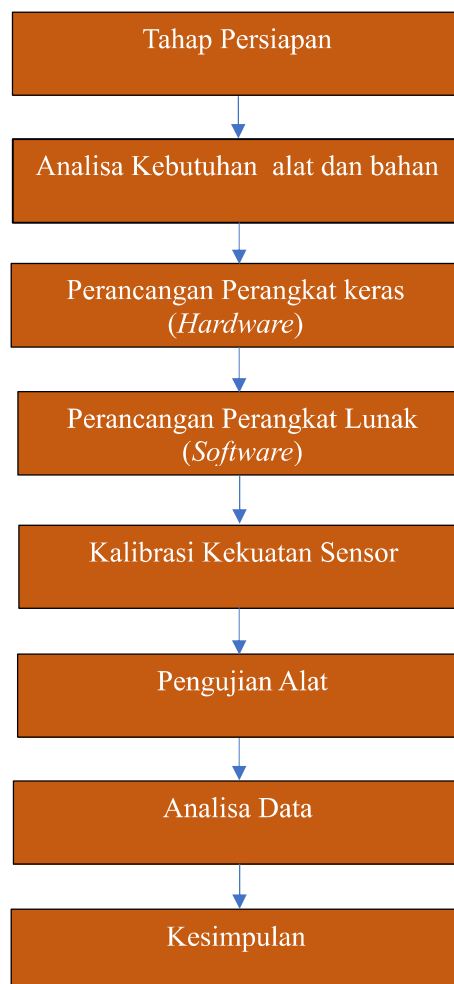 Tahap Persiapan
Analisa Kebutuhan  alat dan bahan
Perancangan Perangkat keras
(Hardware)
Perancangan Perangkat Lunak
(Software)
Kalibrasi Kekuatan Sensor
Pengujian Alat
Analisa Data
Kesimpulan